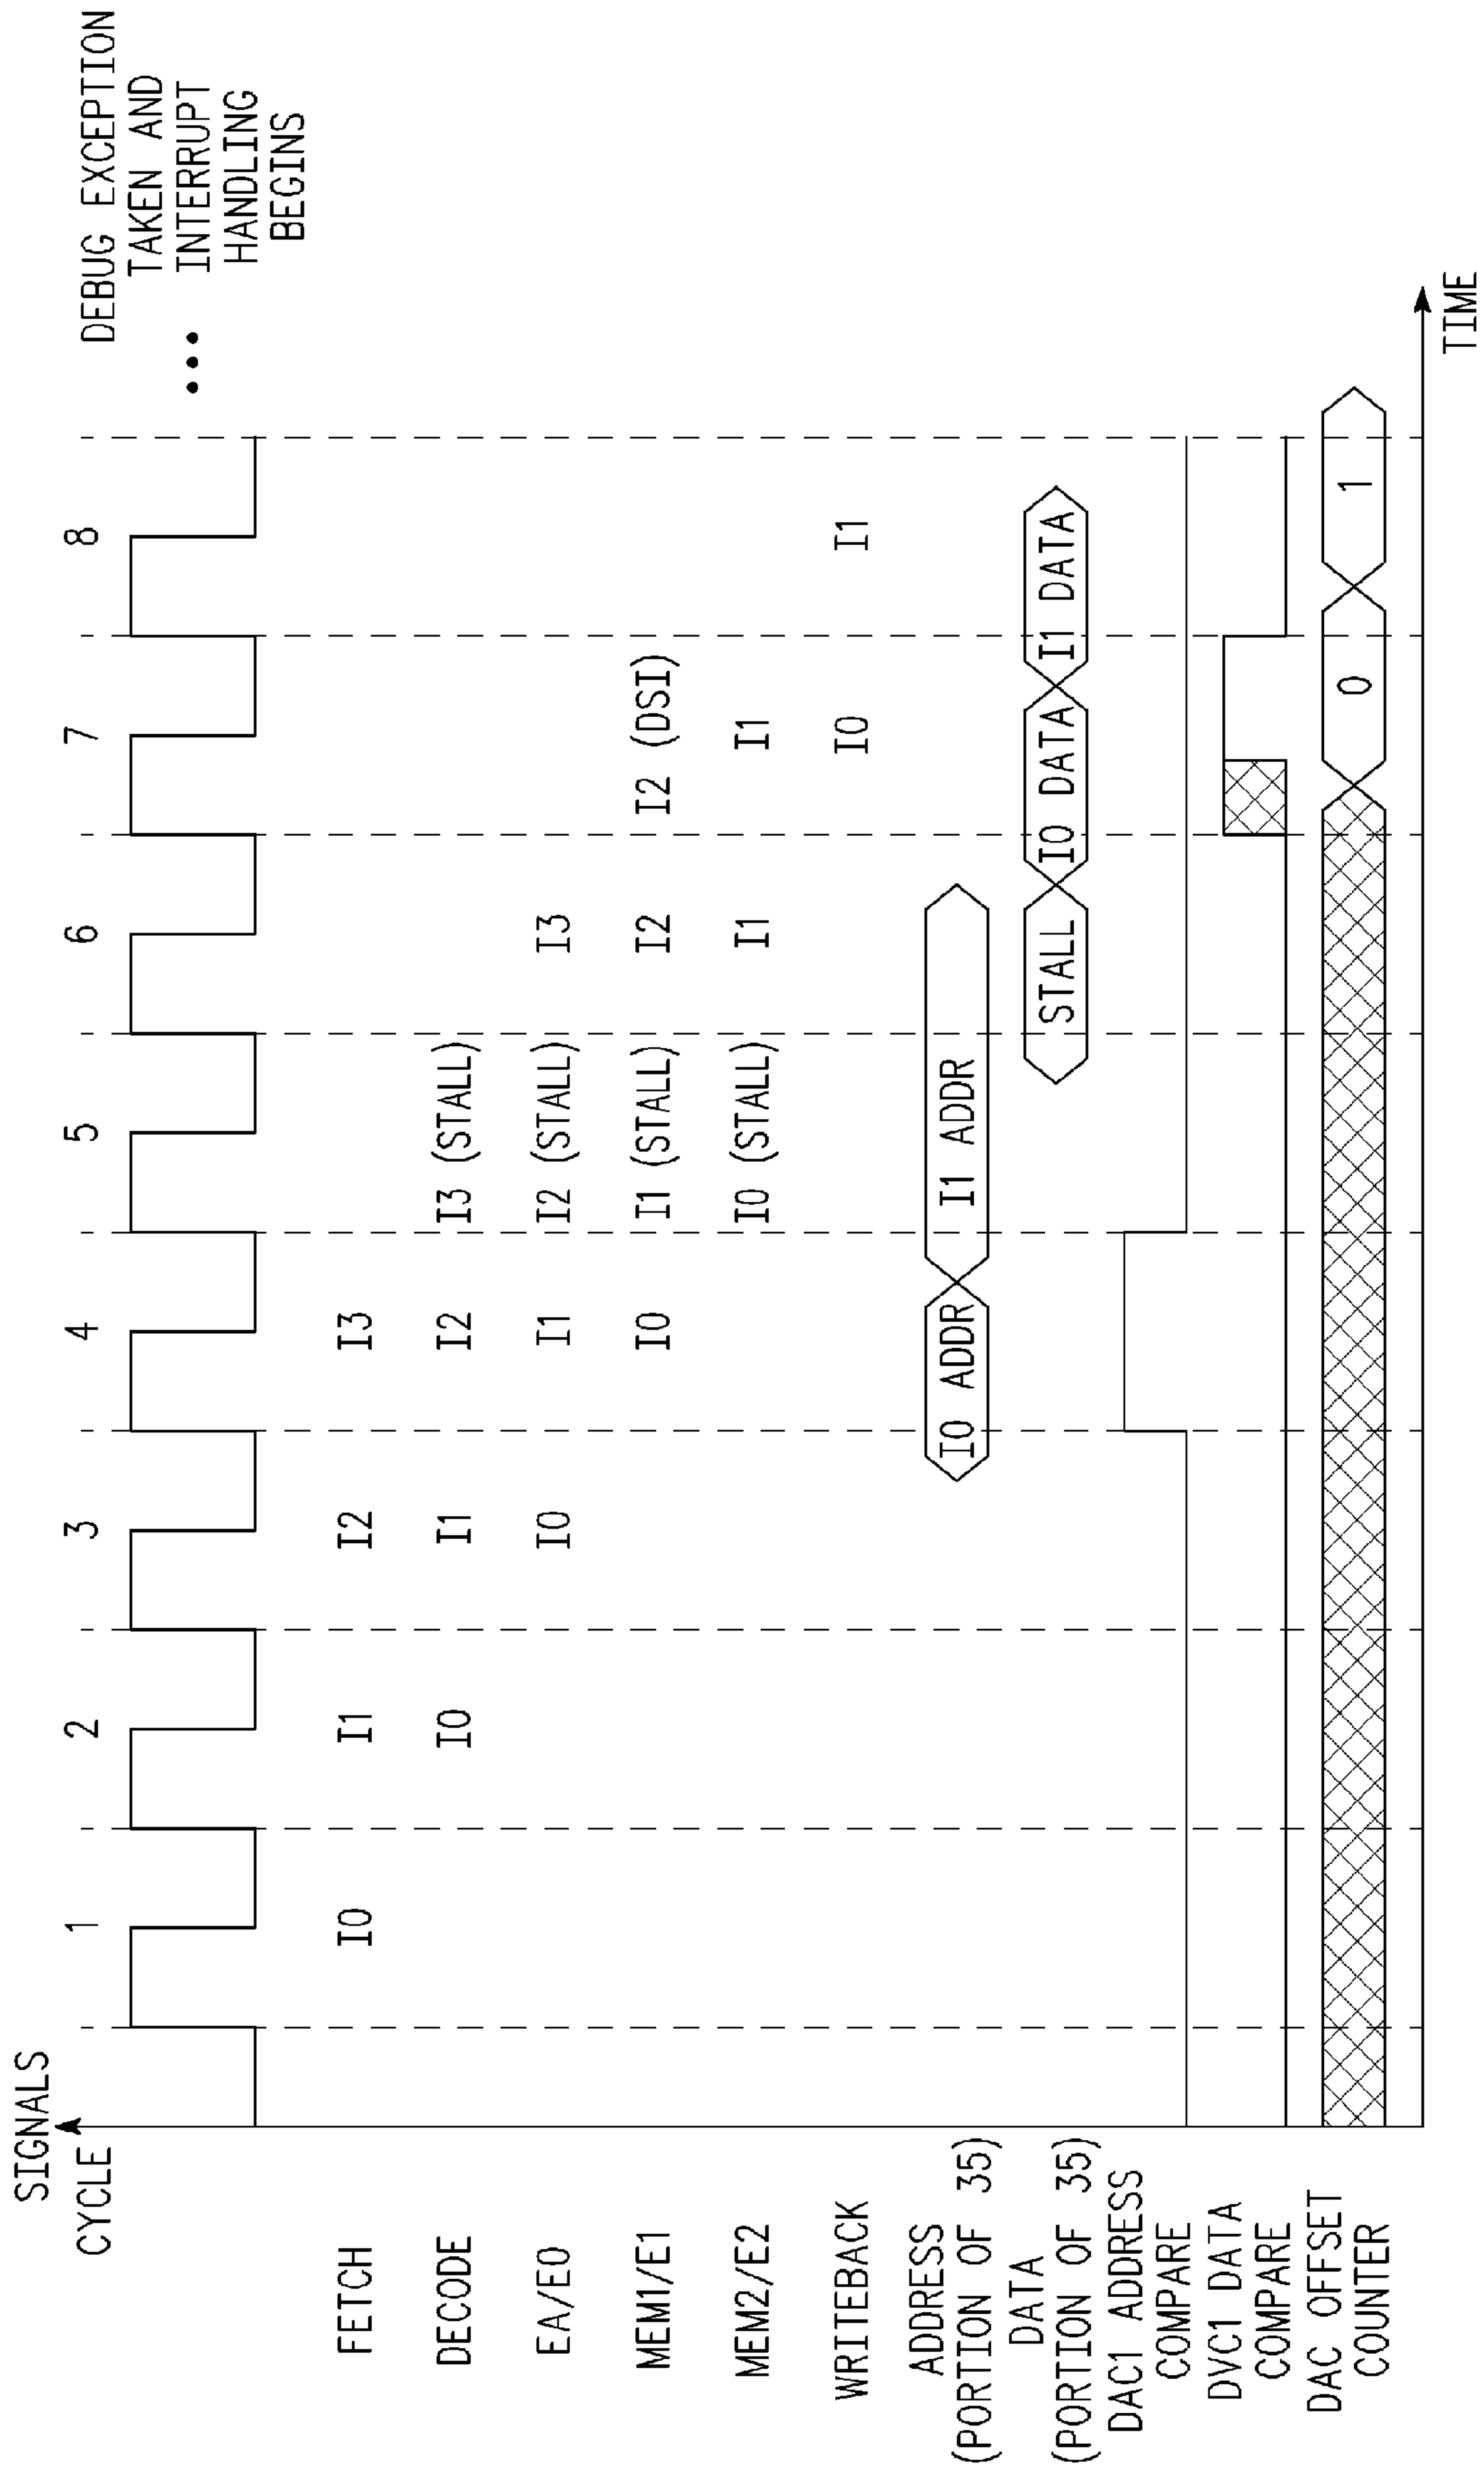 SIGNALS
CYCLE 1 2 3 4 5 6 7 8
DEBUG EXCEPTION
TAKEN AND
INTERRUPT
HANDLING
BEGINS
FETCH I0 I1 I2 I3
DECODE I0 I1 I2 I3 (STALL)
EA/E0 I0 I1 I2 (STALL) I3
MEM1/E1 I0 I1 (STALL) I2 I2 (DSI)
MEM2/E2 I0 (STALL) I1 I1
WRITEBACK I0 I1
ADDRESS
(PORTION OF 35) I0 ADDR I1 ADDR
DATA
(PORTION OF 35) STALL I0 DATA I1 DATA
DAC1 ADDRESS
COMPARE
DVC1 DATA
COMPARE
DAC OFFSET
COUNTER 0 1
TIME